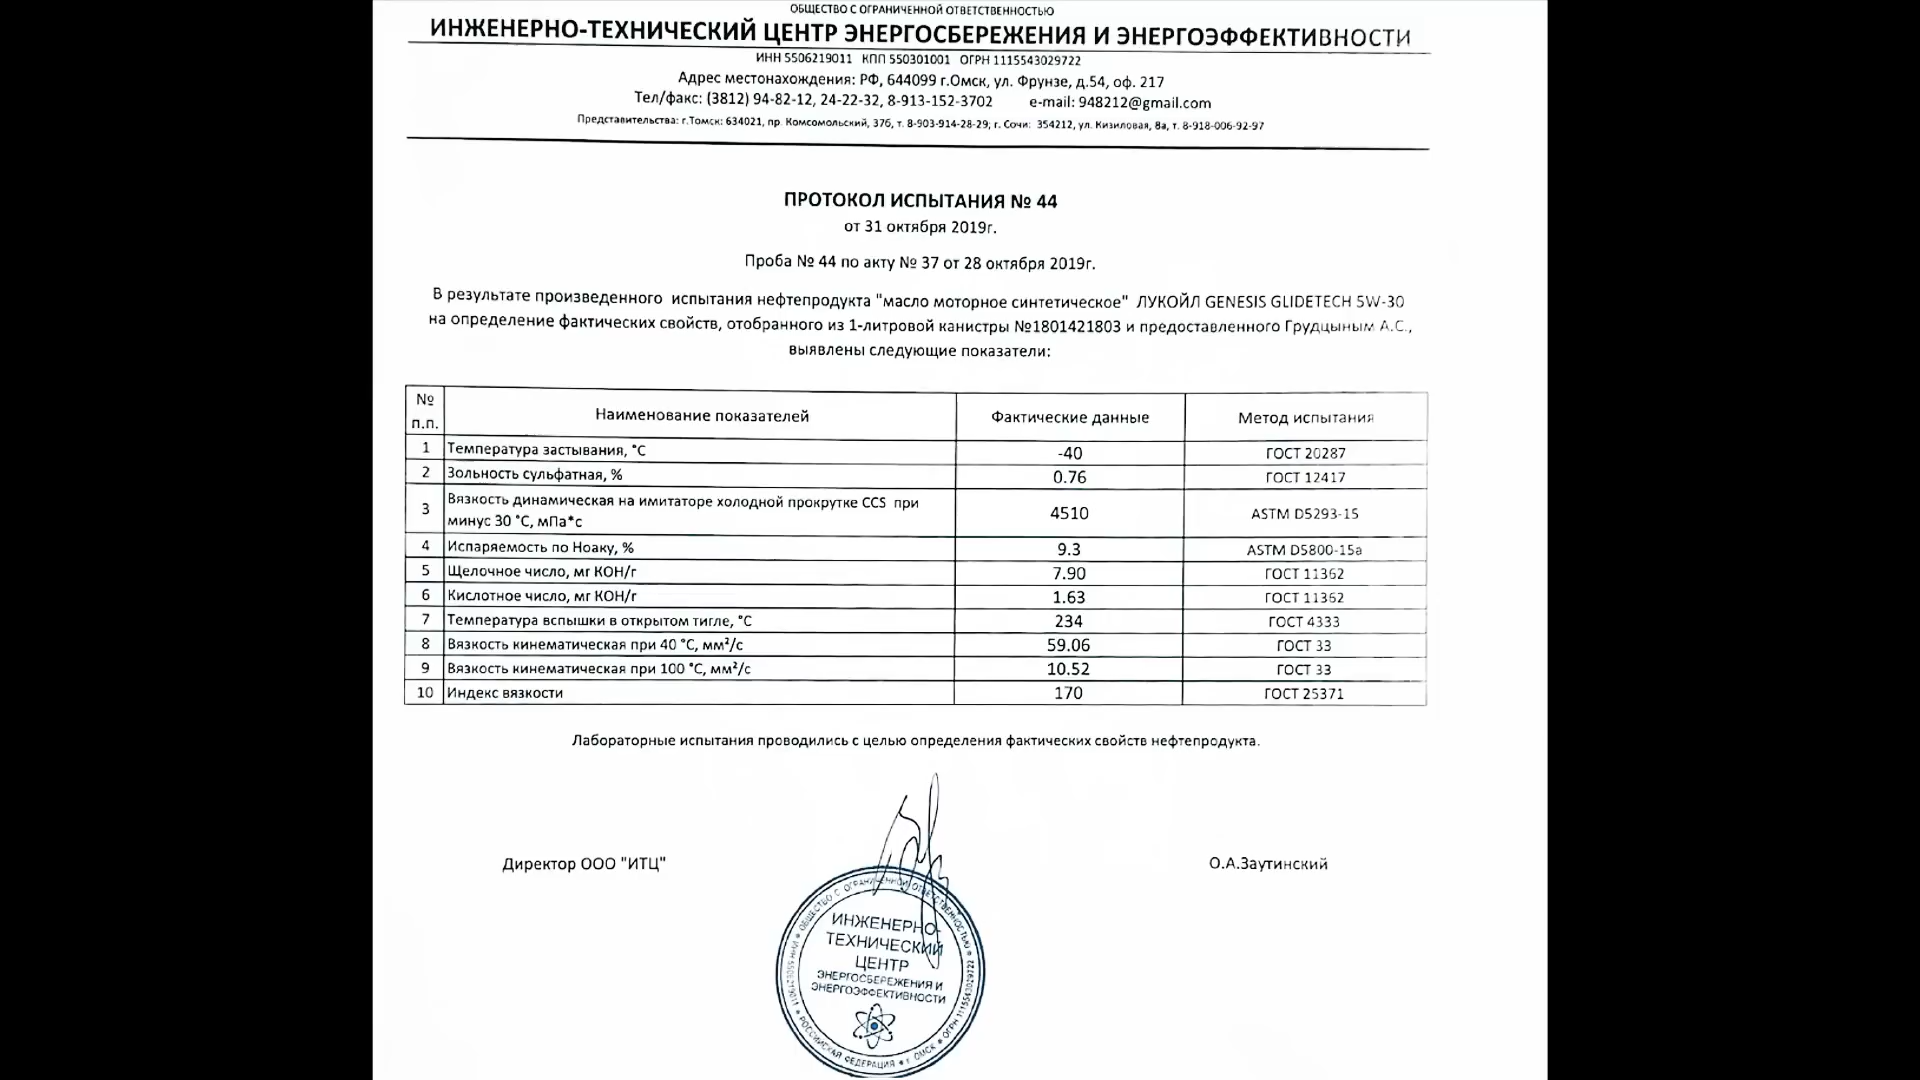 ОБЩЕСТВО С ОГРАНИЧЕННОЙ ОТВЕТСТВЕННОСТЬЮ
ИНЖЕНЕРНО-ТЕХНИЧЕСКИЙ ЦЕНТР ЭНЕРГОСБЕРЕЖЕНИЯ И ЭНЕРГОЭФФЕКТИВНОСТИ
ИНН 5506219011 КПП 550301001 ОГРН 1115543029722
Адрес местонахождения: РФ, 644099 г.Омск, ул. Фрунзе, д.54, оф. 217
Тел/факс: (3812) 94-82-12, 24-22-32, 8-913-152-3702 e-mail: 948212@gmail.com
Представительства: г.Томск: 634021, пр. Комсомольский, 37б, т. 8-903-914-28-29; г. Сочи: 354212, ул. Кизиловая, 8а, т. 8-918-006-92-97
ПРОТОКОЛ ИСПЫТАНИЯ № 44
от 31 октября 2019г.
Проба № 44 по акту № 37 от 28 октября 2019г.
В результате произведенного испытания нефтепродукта "масло моторное синтетическое" ЛУКОЙЛ GENESIS GLIDETECH 5W-30
на определение фактических свойств, отобранного из 1-литровой канистры №1801421803 и предоставленного Грудцыным А.С.,
выявлены следующие показатели:
№ п.п. Наименование показателей Фактические данные Метод испытания
1 Температура застывания, °С -40 ГОСТ 20287
2 Зольность сульфатная, % 0.76 ГОСТ 12417
3 Вязкость динамическая на имитаторе холодной прокрутке CCS при
минус 30 °С, мПа*с 4510 ASTM D5293-15
4 Испаряемость по Ноаку, % 9.3 ASTM D5800-15a
5 Щелочное число, мг КОН/г 7.90 ГОСТ 11362
6 Кислотное число, мг КОН/г 1.63 ГОСТ 11362
7 Температура вспышки в открытом тигле, °С 234 ГОСТ 4333
8 Вязкость кинематическая при 40 °С, мм²/с 59.06 ГОСТ 33
9 Вязкость кинематическая при 100 °С, мм²/с 10.52 ГОСТ 33
10 Индекс вязкости 170 ГОСТ 25371
Лабораторные испытания проводились с целью определения фактических свойств нефтепродукта.
Директор ООО "ИТЦ" О.А.Заутинский
ОБЩЕСТВО С ОГРАНИЧЕННОЙ ОТВЕТСТВЕННОСТЬЮ
ИНЖЕНЕРНО-
ТЕХНИЧЕСКИЙ
ЦЕНТР
ЭНЕРГОСБЕРЕЖЕНИЯ И
ЭНЕРГОЭФФЕКТИВНОСТИ
ИНН 5506219011 * РОССИЙСКАЯ ФЕДЕРАЦИЯ * г. ОМСК * ОГРН 1115543029722